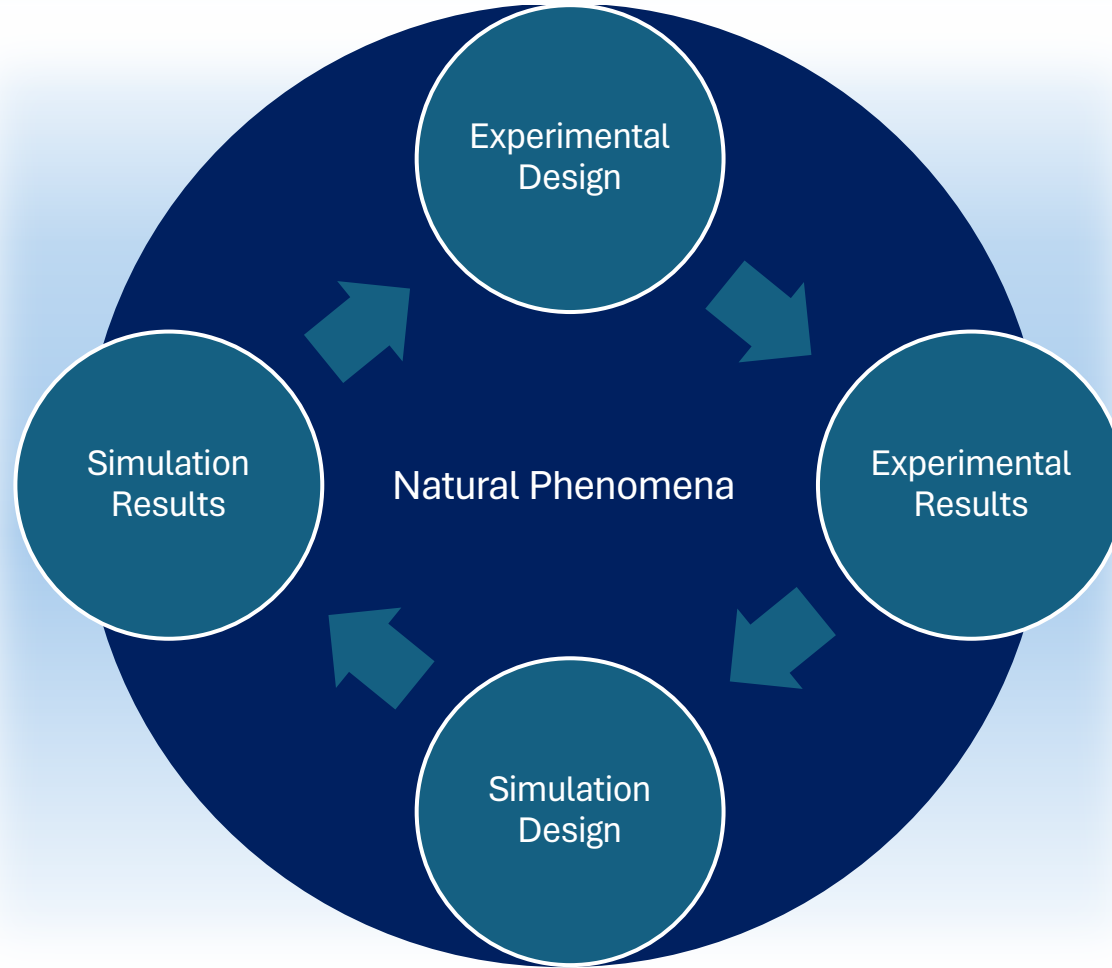 Experimental
Design
Simulation
Results
Natural Phenomena
Experimental
Results
Simulation
Design